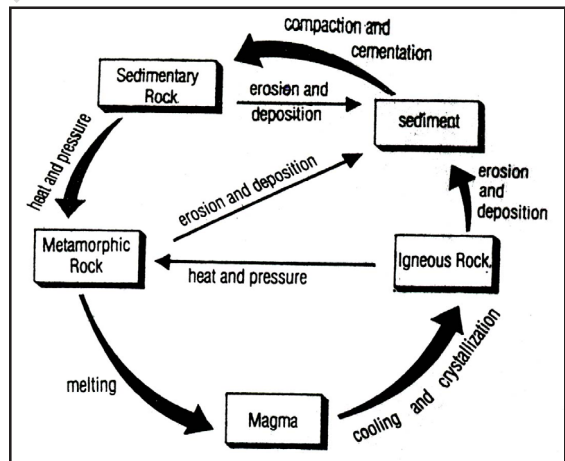 compaction and
cementation
Sedimentary
Rock
erosion and
deposition
sediment
heat and pressure
erosion and deposition
erosion
and
deposition
Metamorphic
Rock
heat and pressure
Igneous Rock
melting
cooling and crystallization
Magma